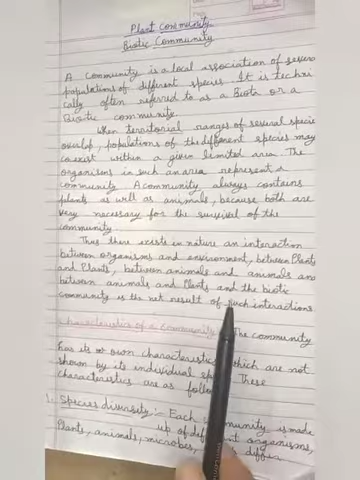 Plant Community
Biotic Community
A community is a local association of several
populations of different species. It is techni
cally often referred to as a Biota or a
Biotic community.
When territorial ranges of several specie
overlap, populations of the different species may
coexist within a given limited area. The
organisms in such an area represent a
community. A community always contains
plants as well as animals, because both are
very necessary for the survival of the
community.
Thus there exists in nature an interaction
between organisms and environment, between Plants
and Plants, between animals and animals and
between animals and Plants and the biotic
community is the net result of such interactions
Characteristics of a Community The community
has its own characteristics which are not
shown by its individual These
characteristics are as
1. Species diversity :- Each is made
up of organisms,
Plants, animals, microbes,